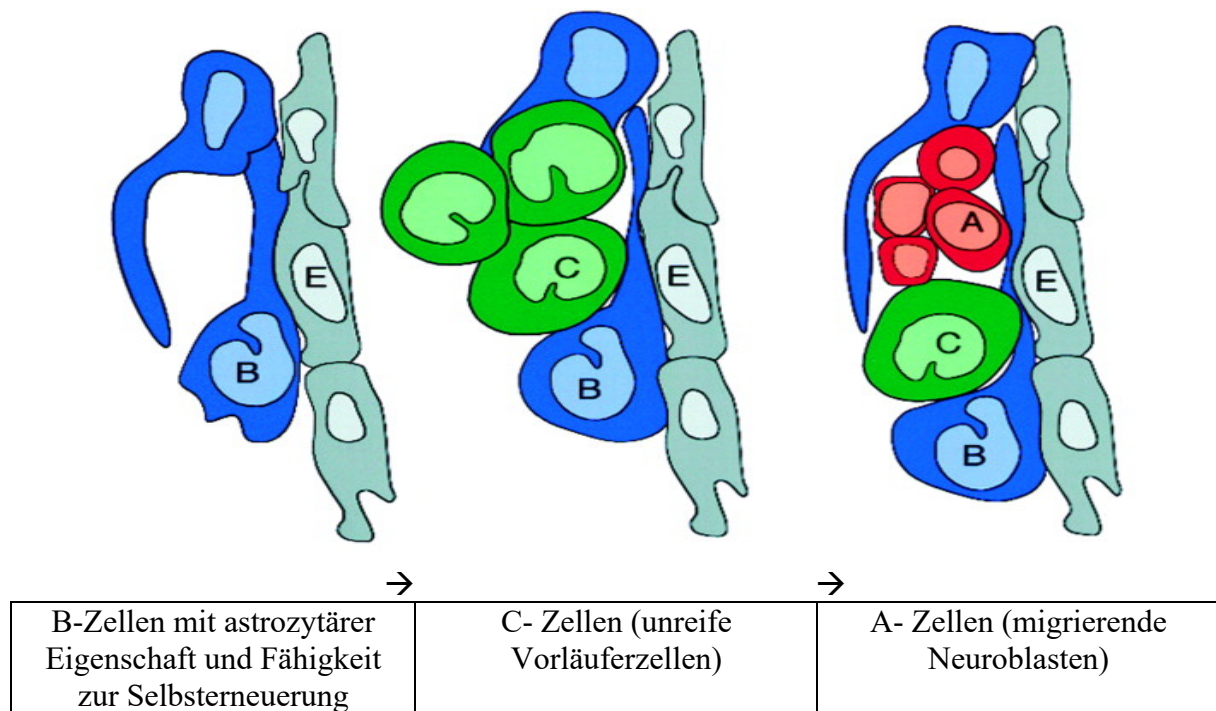 E
B
E
C
B
A
E
C
B
→ →
B-Zellen mit astrozytärer
Eigenschaft und Fähigkeit
zur Selbsterneuerung
C- Zellen (unreife
Vorläuferzellen)
A- Zellen (migrierende
Neuroblasten)